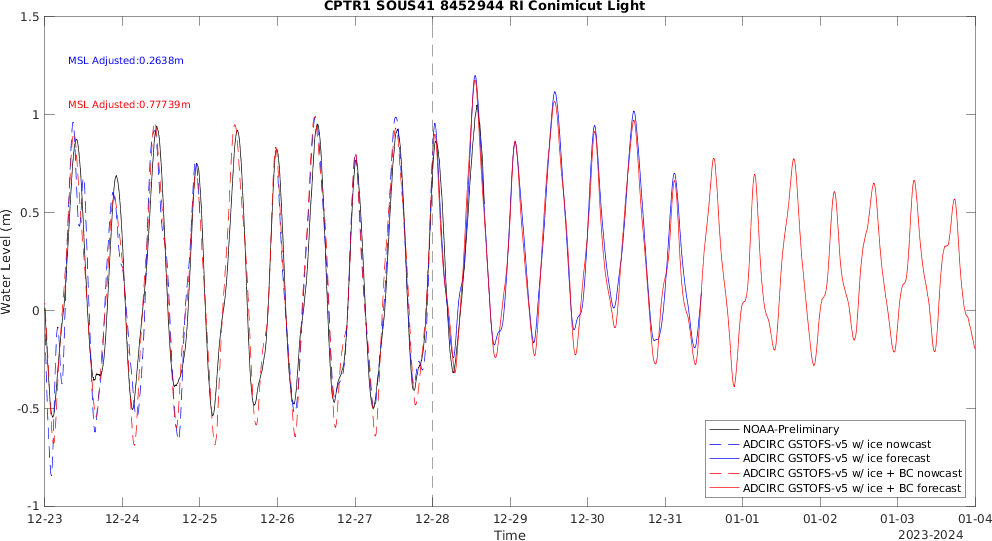 CPTR1 SOUS41 8452944 RI Conimicut Light
1.5
MSL Adjusted:0.2638m
MSL Adjusted:0.77739m
1
0.5
0
-0.5
-1
Water Level (m)
NOAA-Preliminary
ADCIRC GSTOFS-v5 w/ ice nowcast
ADCIRC GSTOFS-v5 w/ ice forecast
ADCIRC GSTOFS-v5 w/ ice + BC nowcast
ADCIRC GSTOFS-v5 w/ ice + BC forecast
12-23 12-24 12-25 12-26 12-27 12-28 12-29 12-30 12-31 01-01 01-02 01-03 01-04
Time
2023-2024